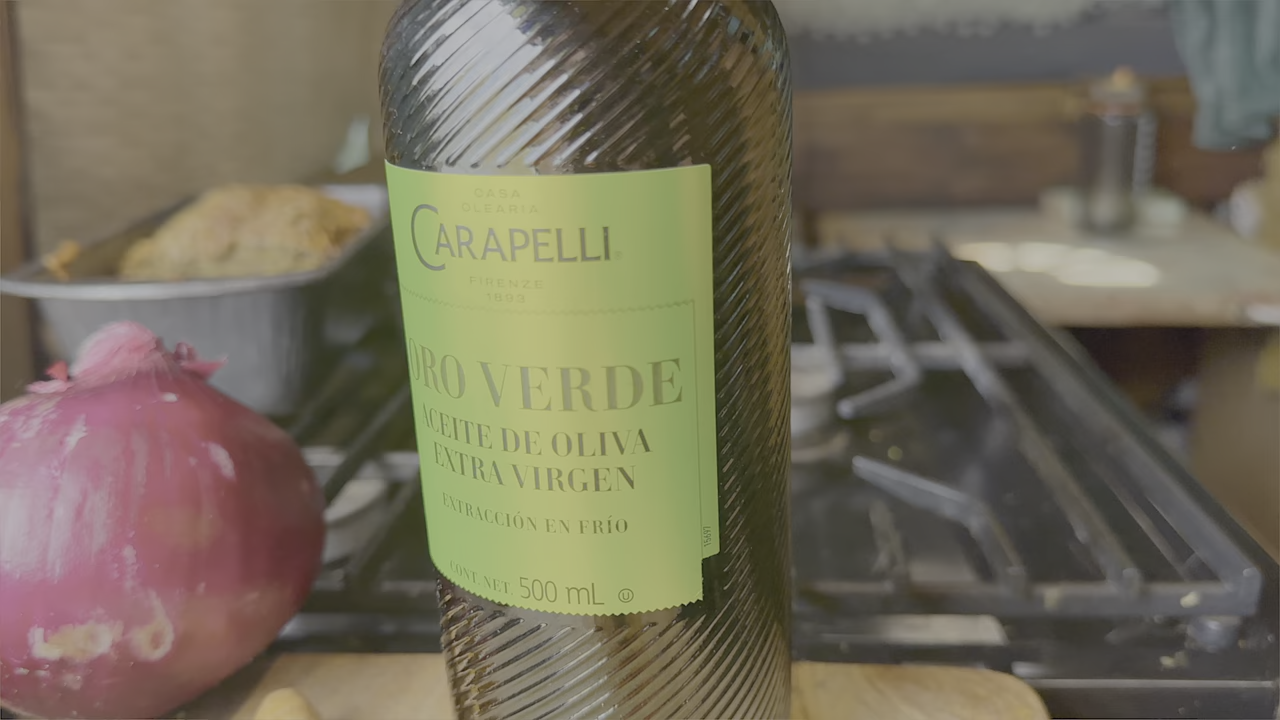 CASA
OLEARIA
CARAPELLI
FIRENZE
1893
ORO VERDE
ACEITE DE OLIVA
EXTRA VIRGEN
EXTRACCIÓN EN FRÍO
CONT. NET. 500 mL